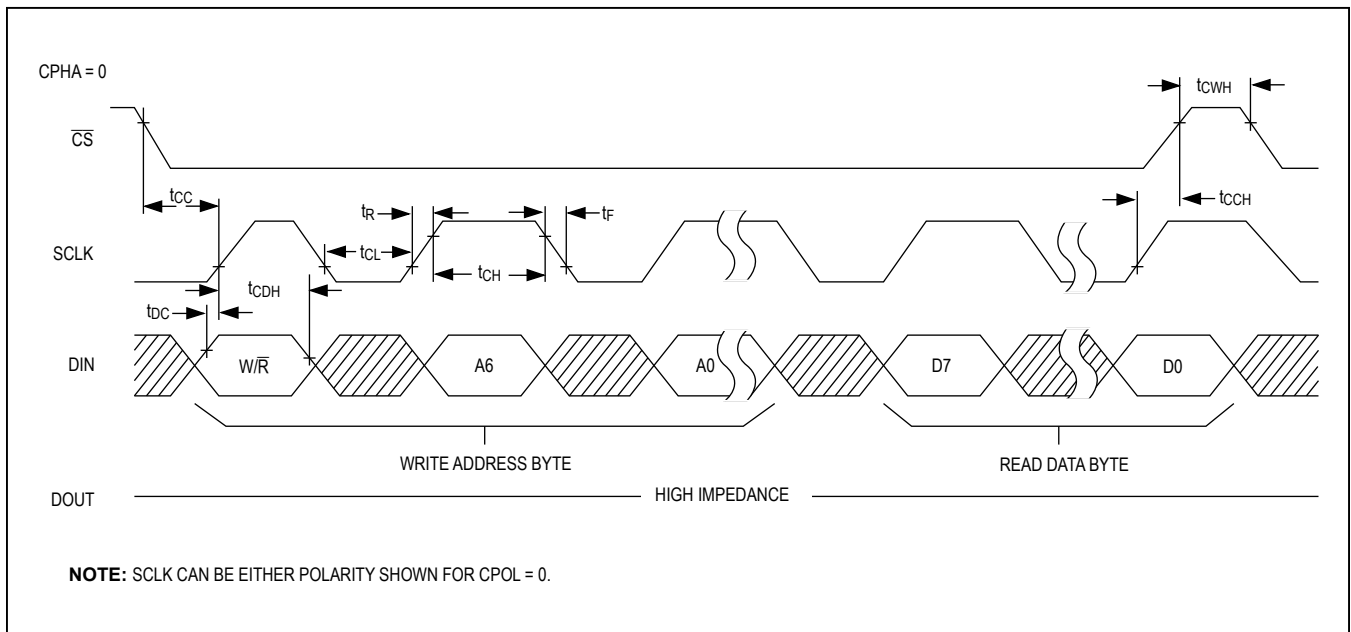 CPHA = 0
tCWH
CS
tCC
tCCH
tR
tF
SCLK
tCL
tCH
tCDH
tDC
DIN
W/R
A6
A0
D7
D0
WRITE ADDRESS BYTE
READ DATA BYTE
DOUT
HIGH IMPEDANCE
NOTE: SCLK CAN BE EITHER POLARITY SHOWN FOR CPOL = 0.